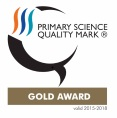 PRIMARY SCIENCE
QUALITY MARK ®
GOLD AWARD
valid 2015-2018